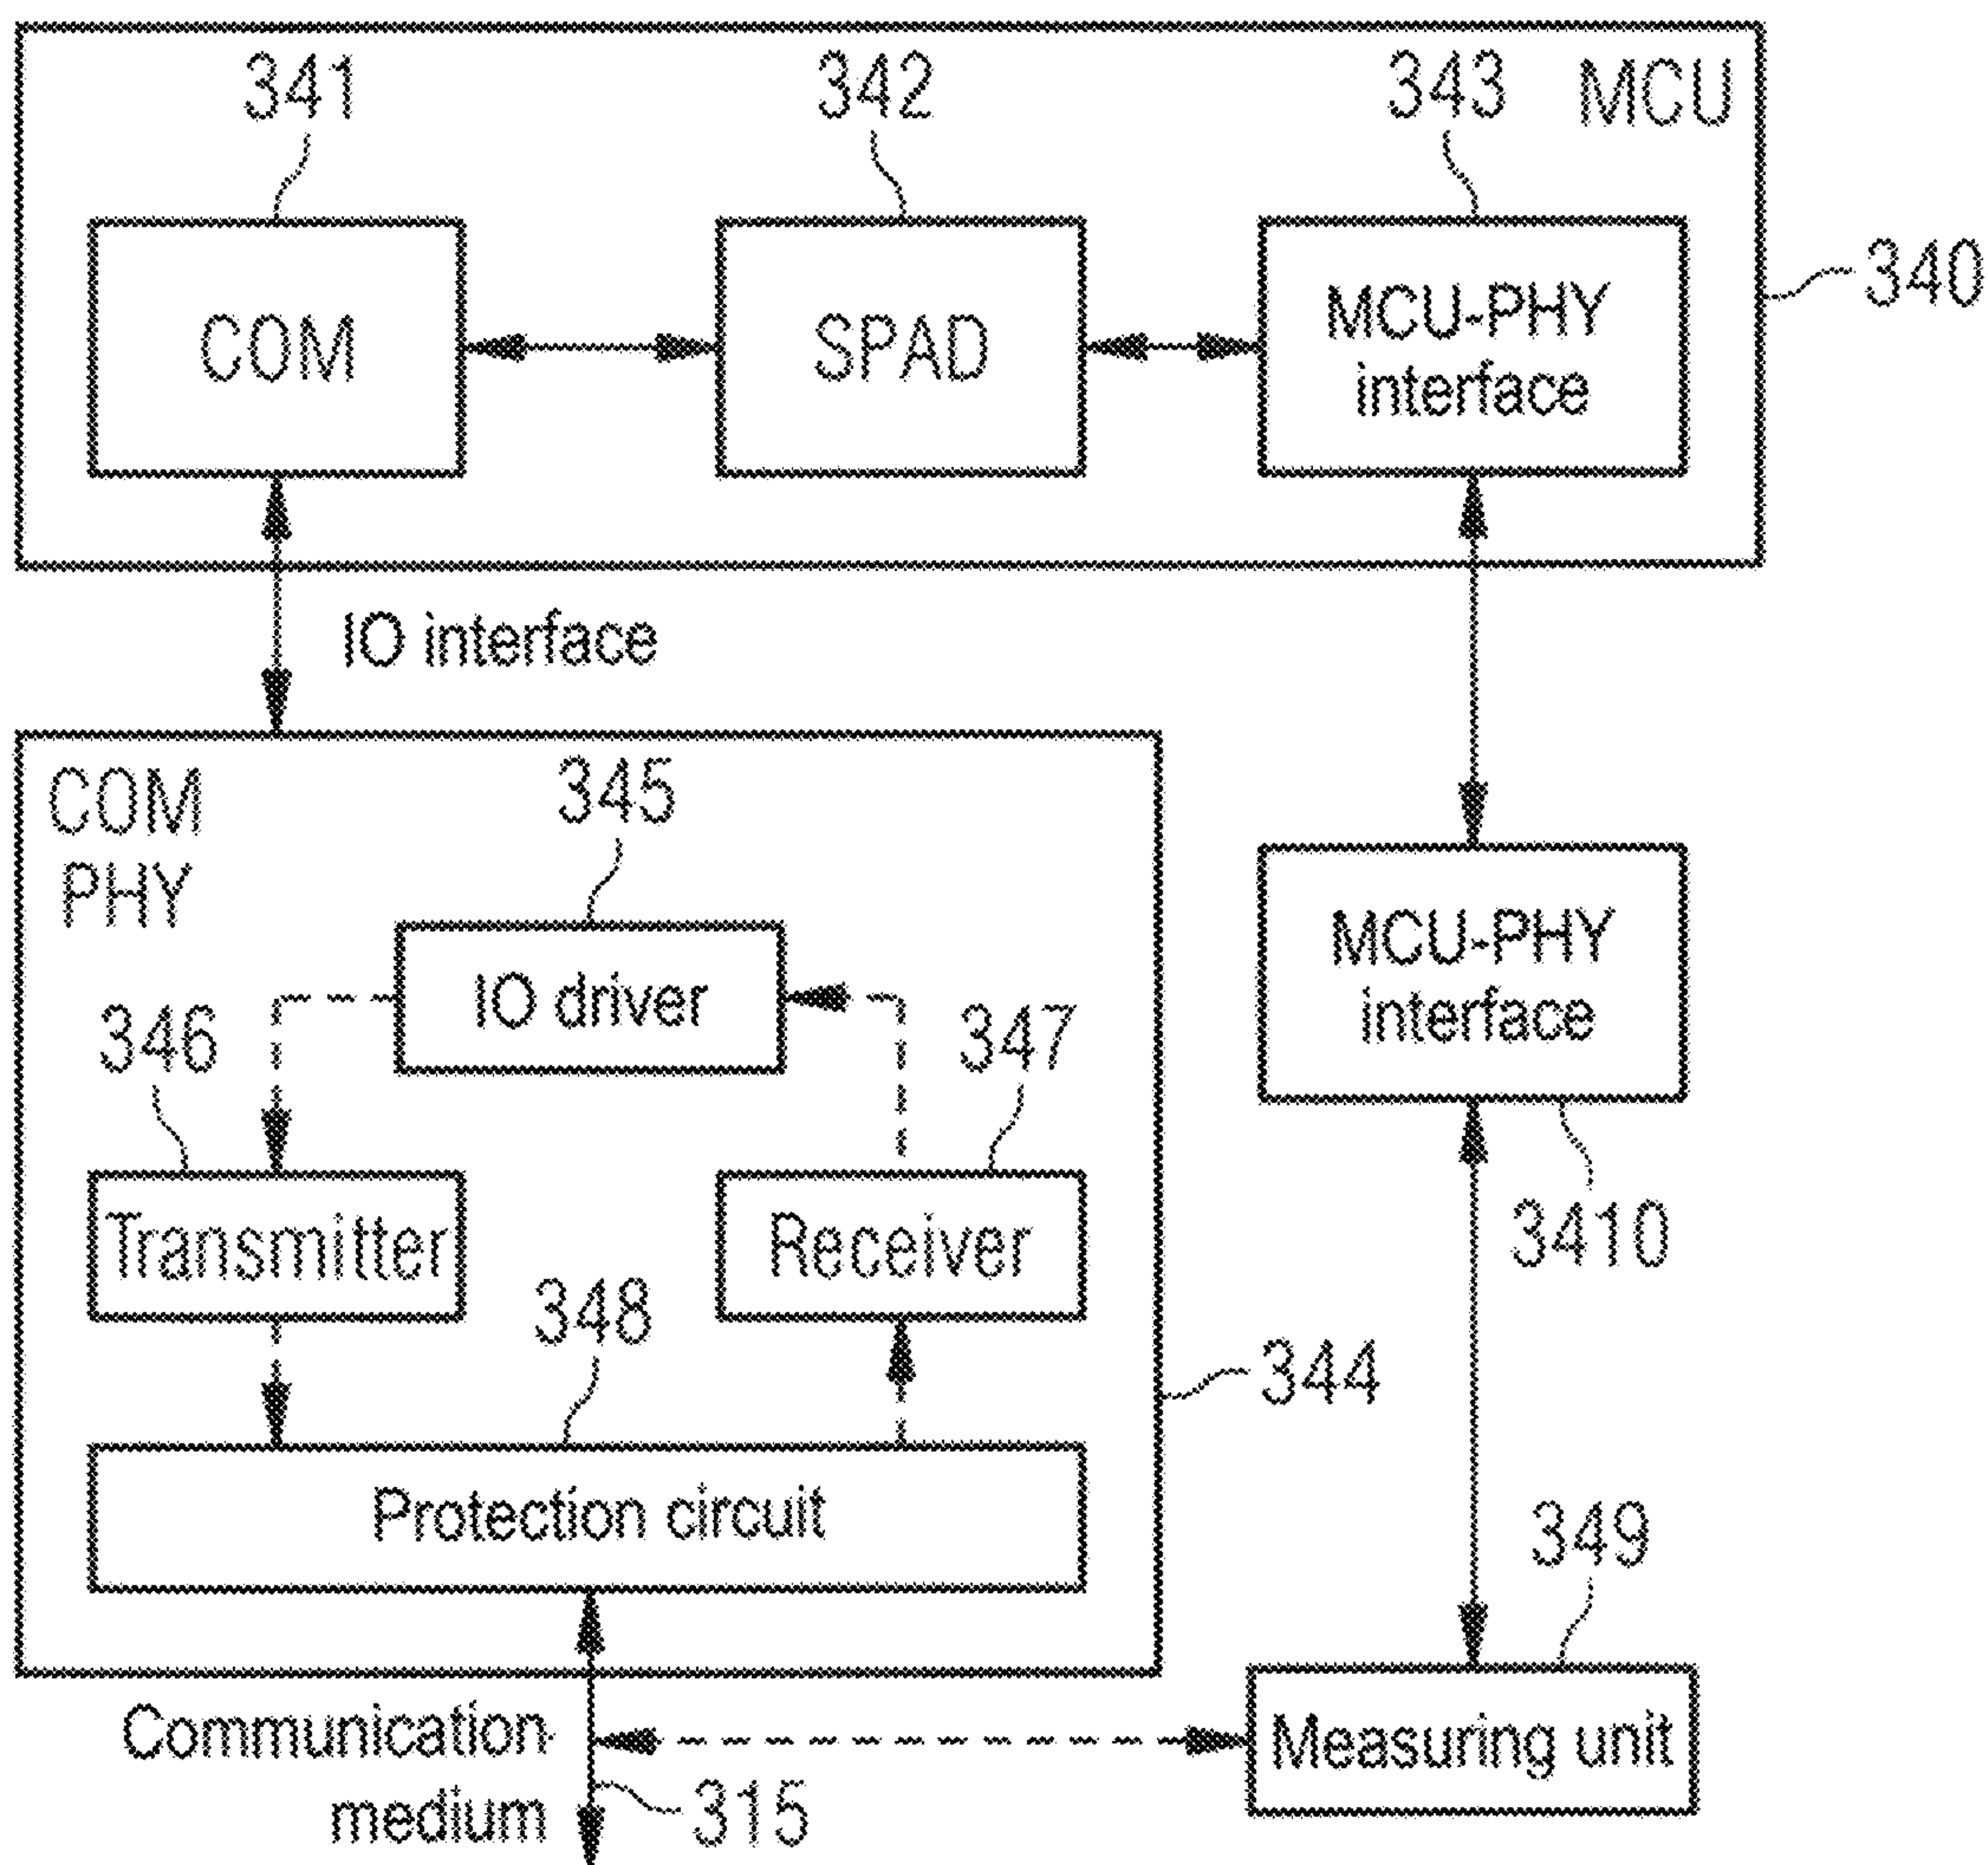 341
342
343
MCU
COM
SPAD
MCU-PHY
interface
340
IO interface
COM
PHY
345
IO driver
MCU-PHY
interface
346
347
Transmitter
Receiver
3410
348
344
Protection circuit
349
Communication
medium
315
Measuring unit